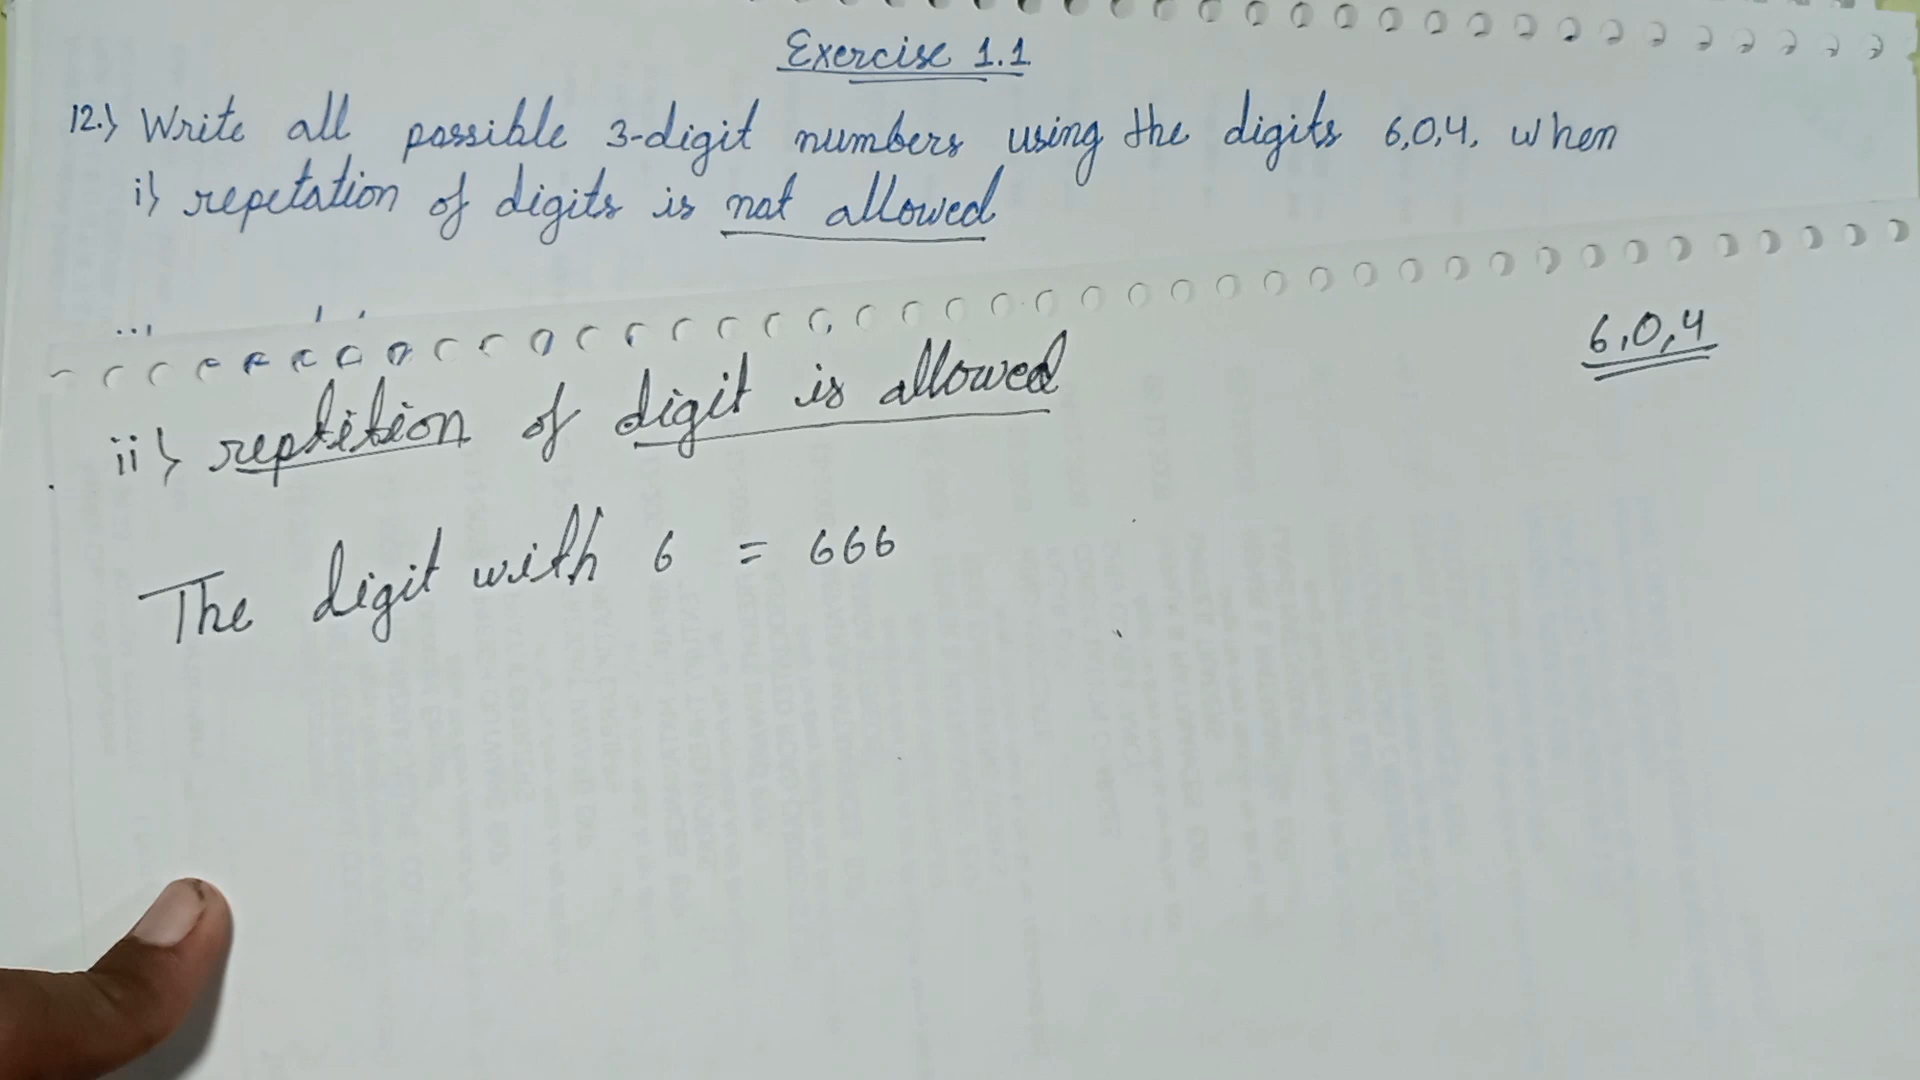 Exercise 1.1
12.) Write all possible 3-digit numbers using the digits 6,0,4, when
i) repetation of digits is not allowed
6,0,4
ii) reptition of digit is allowed
The digit with 6 = 666